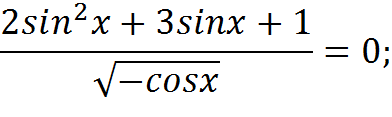 2sin²x + 3sinx + 1
———————— = 0;
√−cosx